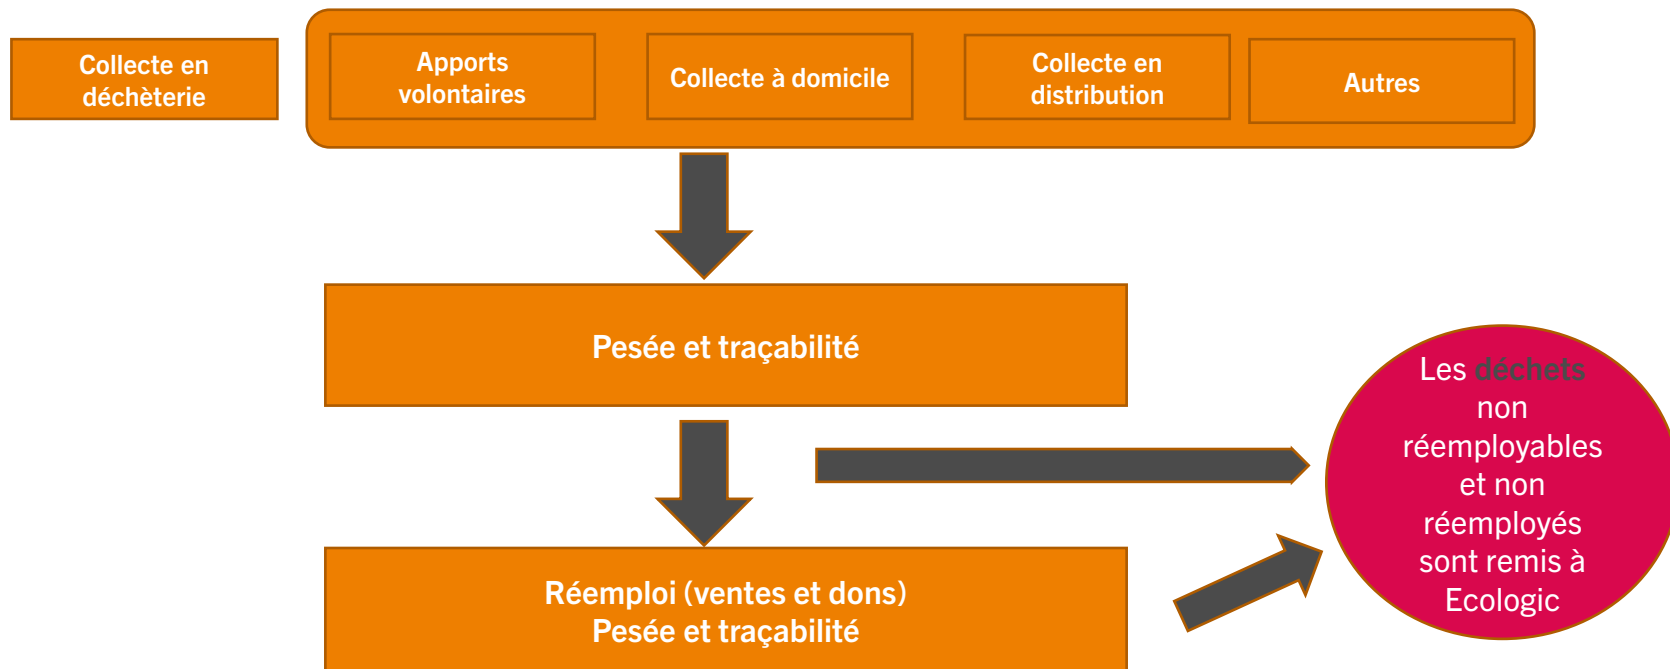 Collecte en
déchèterie
Apports
volontaires
Collecte à domicile
Collecte en
distribution
Autres
Pesée et traçabilité
Les déchets
non
réemployables
et non
réemployés
sont remis à
Ecologic
Réemploi (ventes et dons)
Pesée et traçabilité